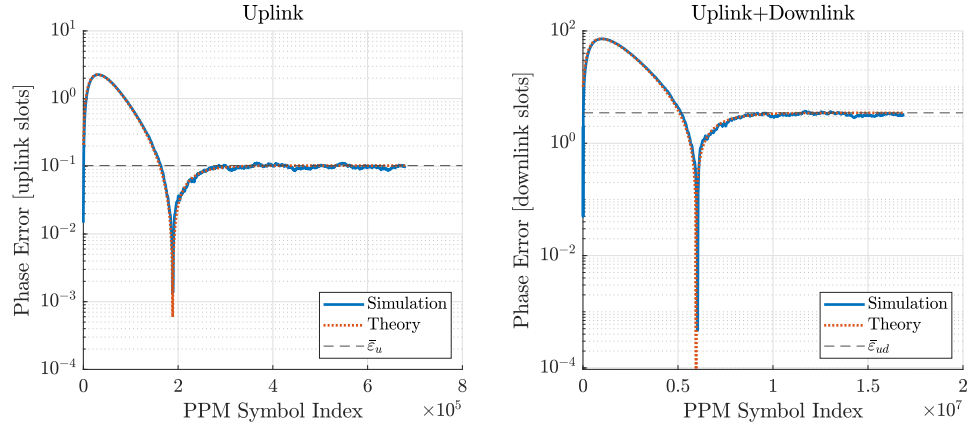 Uplink
Phase Error [uplink slots]
10^1
10^0
10^-1
10^-2
10^-3
10^-4
Simulation
Theory
ε̄_u
0 2 4 6 8
PPM Symbol Index ×10^5
Uplink+Downlink
Phase Error [downlink slots]
10^2
10^0
10^-2
10^-4
Simulation
Theory
ε̄_ud
0 0.5 1 1.5 2
PPM Symbol Index ×10^7